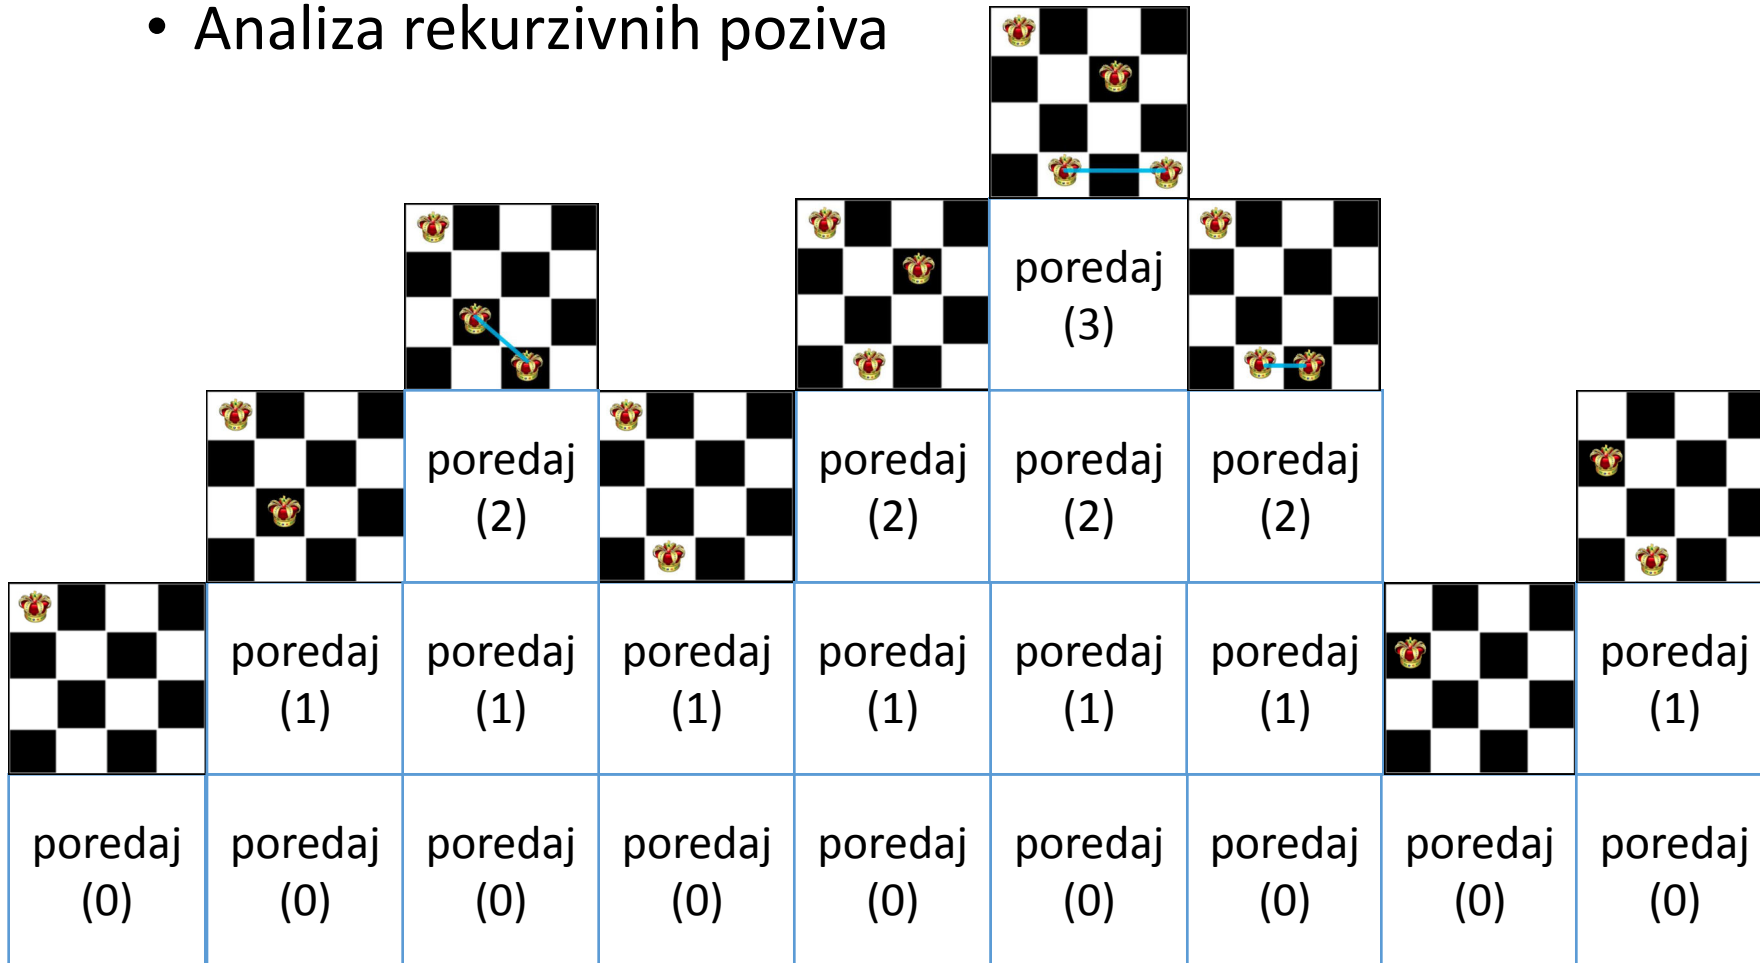 • Analiza rekurzivnih poziva
poredaj
(3)
poredaj
(2)
poredaj
(2)
poredaj
(2)
poredaj
(2)
poredaj
(1)
poredaj
(1)
poredaj
(1)
poredaj
(1)
poredaj
(1)
poredaj
(1)
poredaj
(1)
poredaj
(0)
poredaj
(0)
poredaj
(0)
poredaj
(0)
poredaj
(0)
poredaj
(0)
poredaj
(0)
poredaj
(0)
poredaj
(0)